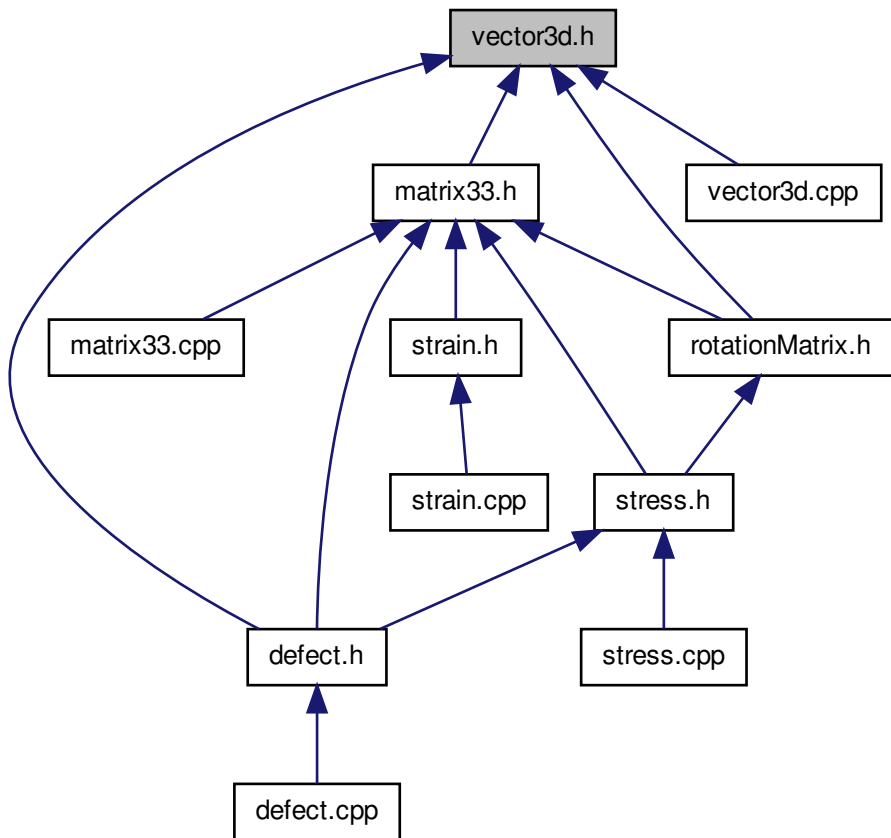 vector3d.h
matrix33.h
vector3d.cpp
matrix33.cpp
strain.h
rotationMatrix.h
strain.cpp
stress.h
defect.h
stress.cpp
defect.cpp